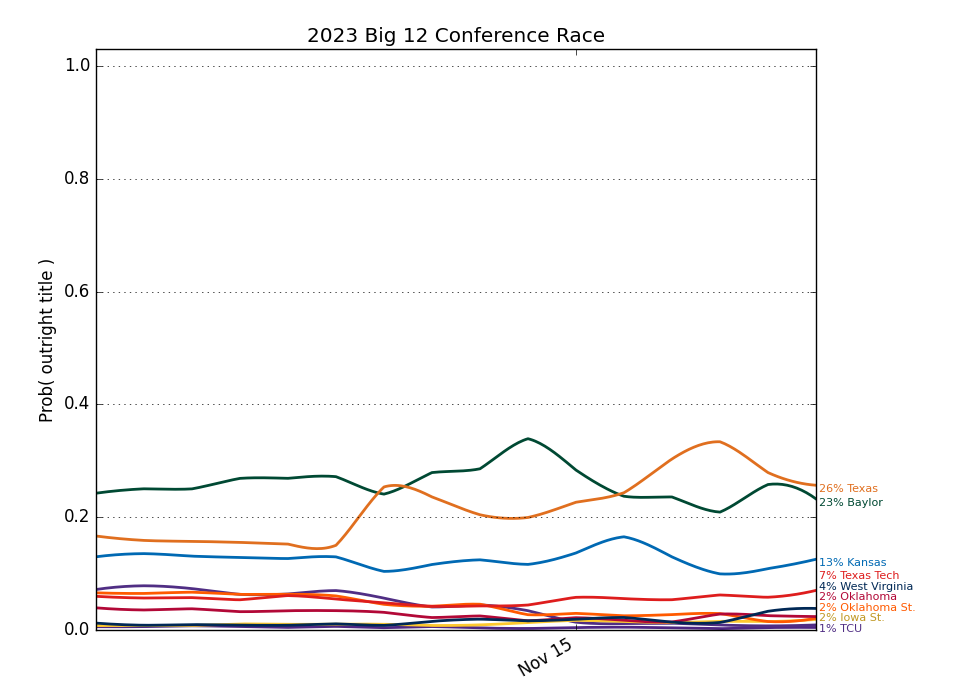 2023 Big 12 Conference Race
1.0
0.8
0.6
0.4
0.2
0.0
Prob( outright title )
Nov 15
26% Texas
23% Baylor
13% Kansas
7% Texas Tech
4% West Virginia
2% Oklahoma
2% Oklahoma St.
2% Iowa St.
1% TCU